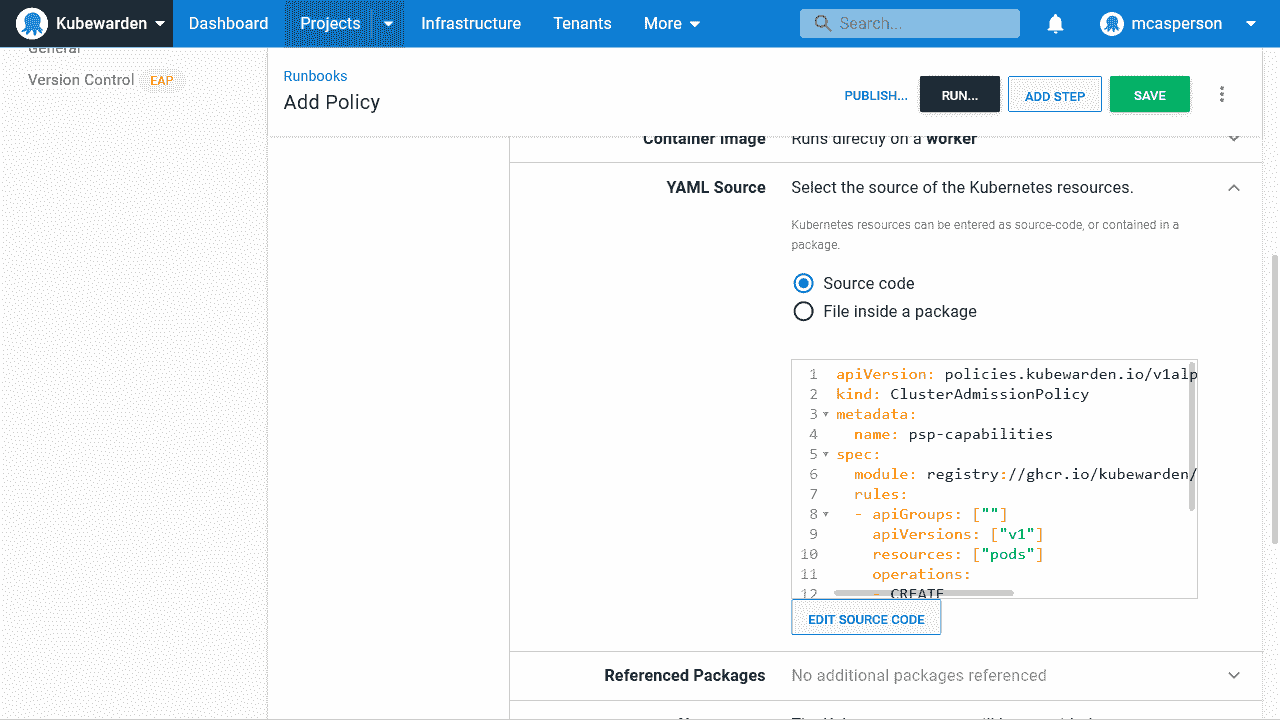 Kubewarden
Dashboard
Projects
Infrastructure
Tenants
More
Search...
mcasperson
General
Version Control EAP
Runbooks
Add Policy
PUBLISH...
RUN...
ADD STEP
SAVE
Container Image
Runs directly on a worker
YAML Source
Select the source of the Kubernetes resources.
Kubernetes resources can be entered as source-code, or contained in a
package.
Source code
File inside a package
1 apiVersion: policies.kubewarden.io/v1alp
2 kind: ClusterAdmissionPolicy
3 metadata:
4 name: psp-capabilities
5 spec:
6 module: registry://ghcr.io/kubewarden/
7 rules:
8 - apiGroups: [""]
9 apiVersions: ["v1"]
10 resources: ["pods"]
11 operations:
12 - CREATE
EDIT SOURCE CODE
Referenced Packages
No additional packages referenced